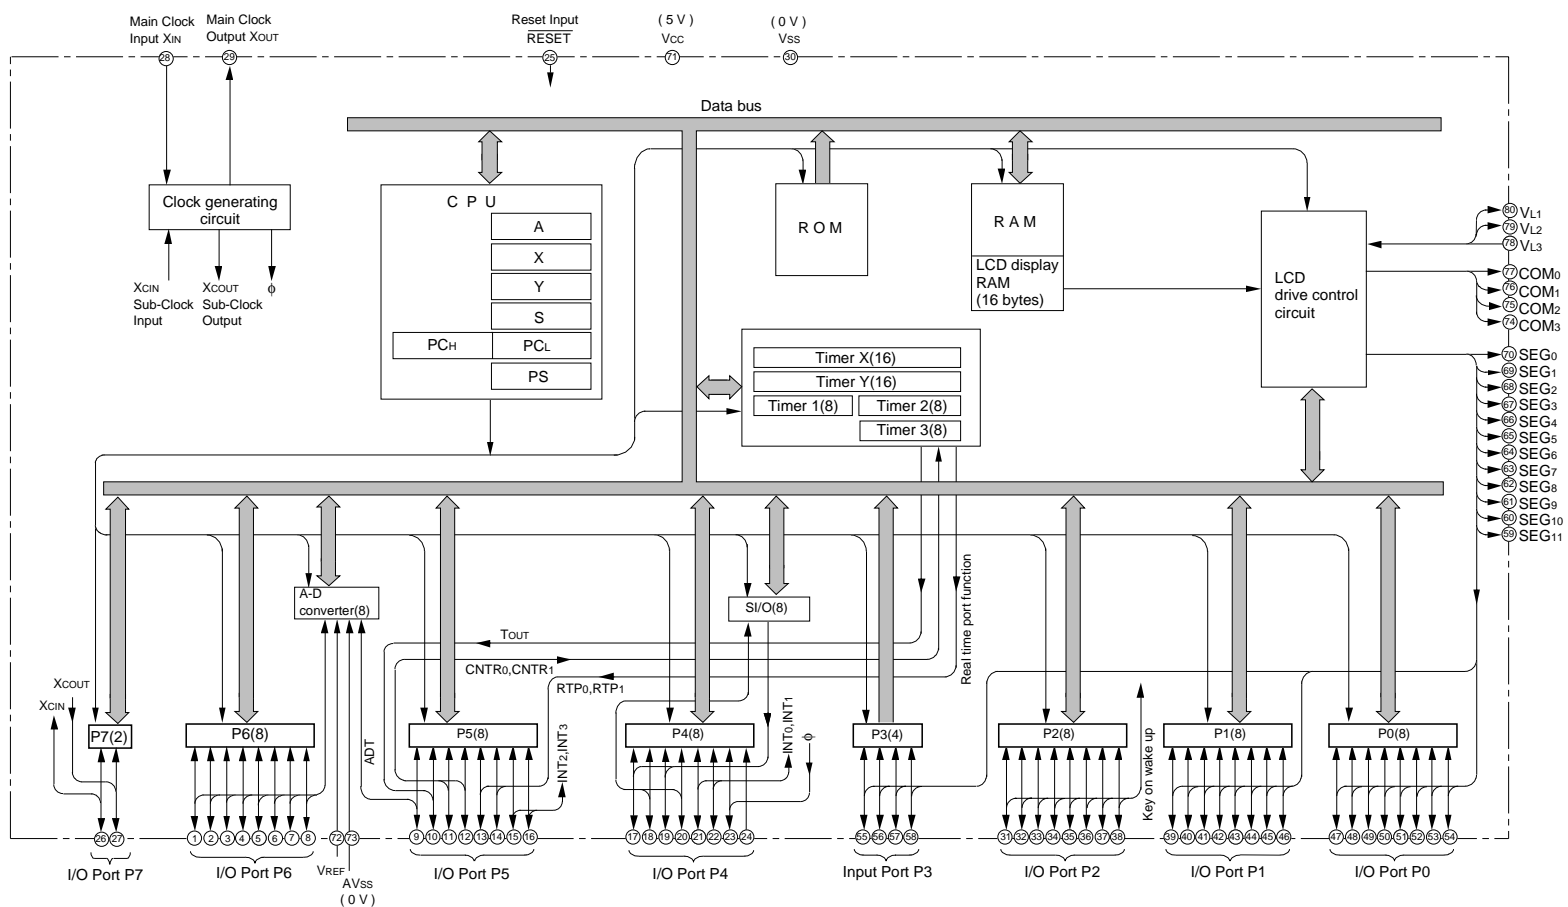 Main Clock
Input XIN
Main Clock
Output XOUT
Reset Input
RESET
( 5 V )
VCC
( 0 V )
VSS
28
29
25
71
30
Data bus
Clock generating
circuit
XCIN
Sub-Clock
Input
XCOUT
Sub-Clock
Output
ϕ
C P U
A
X
Y
S
PCH
PCL
PS
R O M
R A M
LCD display
RAM
(16 bytes)
LCD
drive control
circuit
Timer X(16)
Timer Y(16)
Timer 1(8)
Timer 2(8)
Timer 3(8)
80 VL1
79 VL2
78 VL3
77 COM0
76 COM1
75 COM2
74 COM3
70 SEG0
69 SEG1
68 SEG2
67 SEG3
66 SEG4
65 SEG5
64 SEG6
63 SEG7
62 SEG8
61 SEG9
60 SEG10
59 SEG11
A-D
converter(8)
SI/O(8)
TOUT
CNTR0,CNTR1
RTP0,RTP1
Real time port function
XCOUT
XCIN
ADT
INT2,INT3
INT0,INT1
ϕ
Key on wake up
P7(2)
P6(8)
P5(8)
P4(8)
P3(4)
P2(8)
P1(8)
P0(8)
26 27
1 2 3 4 5 6 7 8
72 73
9 10 11 12 13 14 15 16
17 18 19 20 21 22 23 24
55 56 57 58
31 32 33 34 35 36 37 38
39 40 41 42 43 44 45 46
47 48 49 50 51 52 53 54
I/O Port P7
I/O Port P6
VREF
AVSS
( 0 V )
I/O Port P5
I/O Port P4
Input Port P3
I/O Port P2
I/O Port P1
I/O Port P0